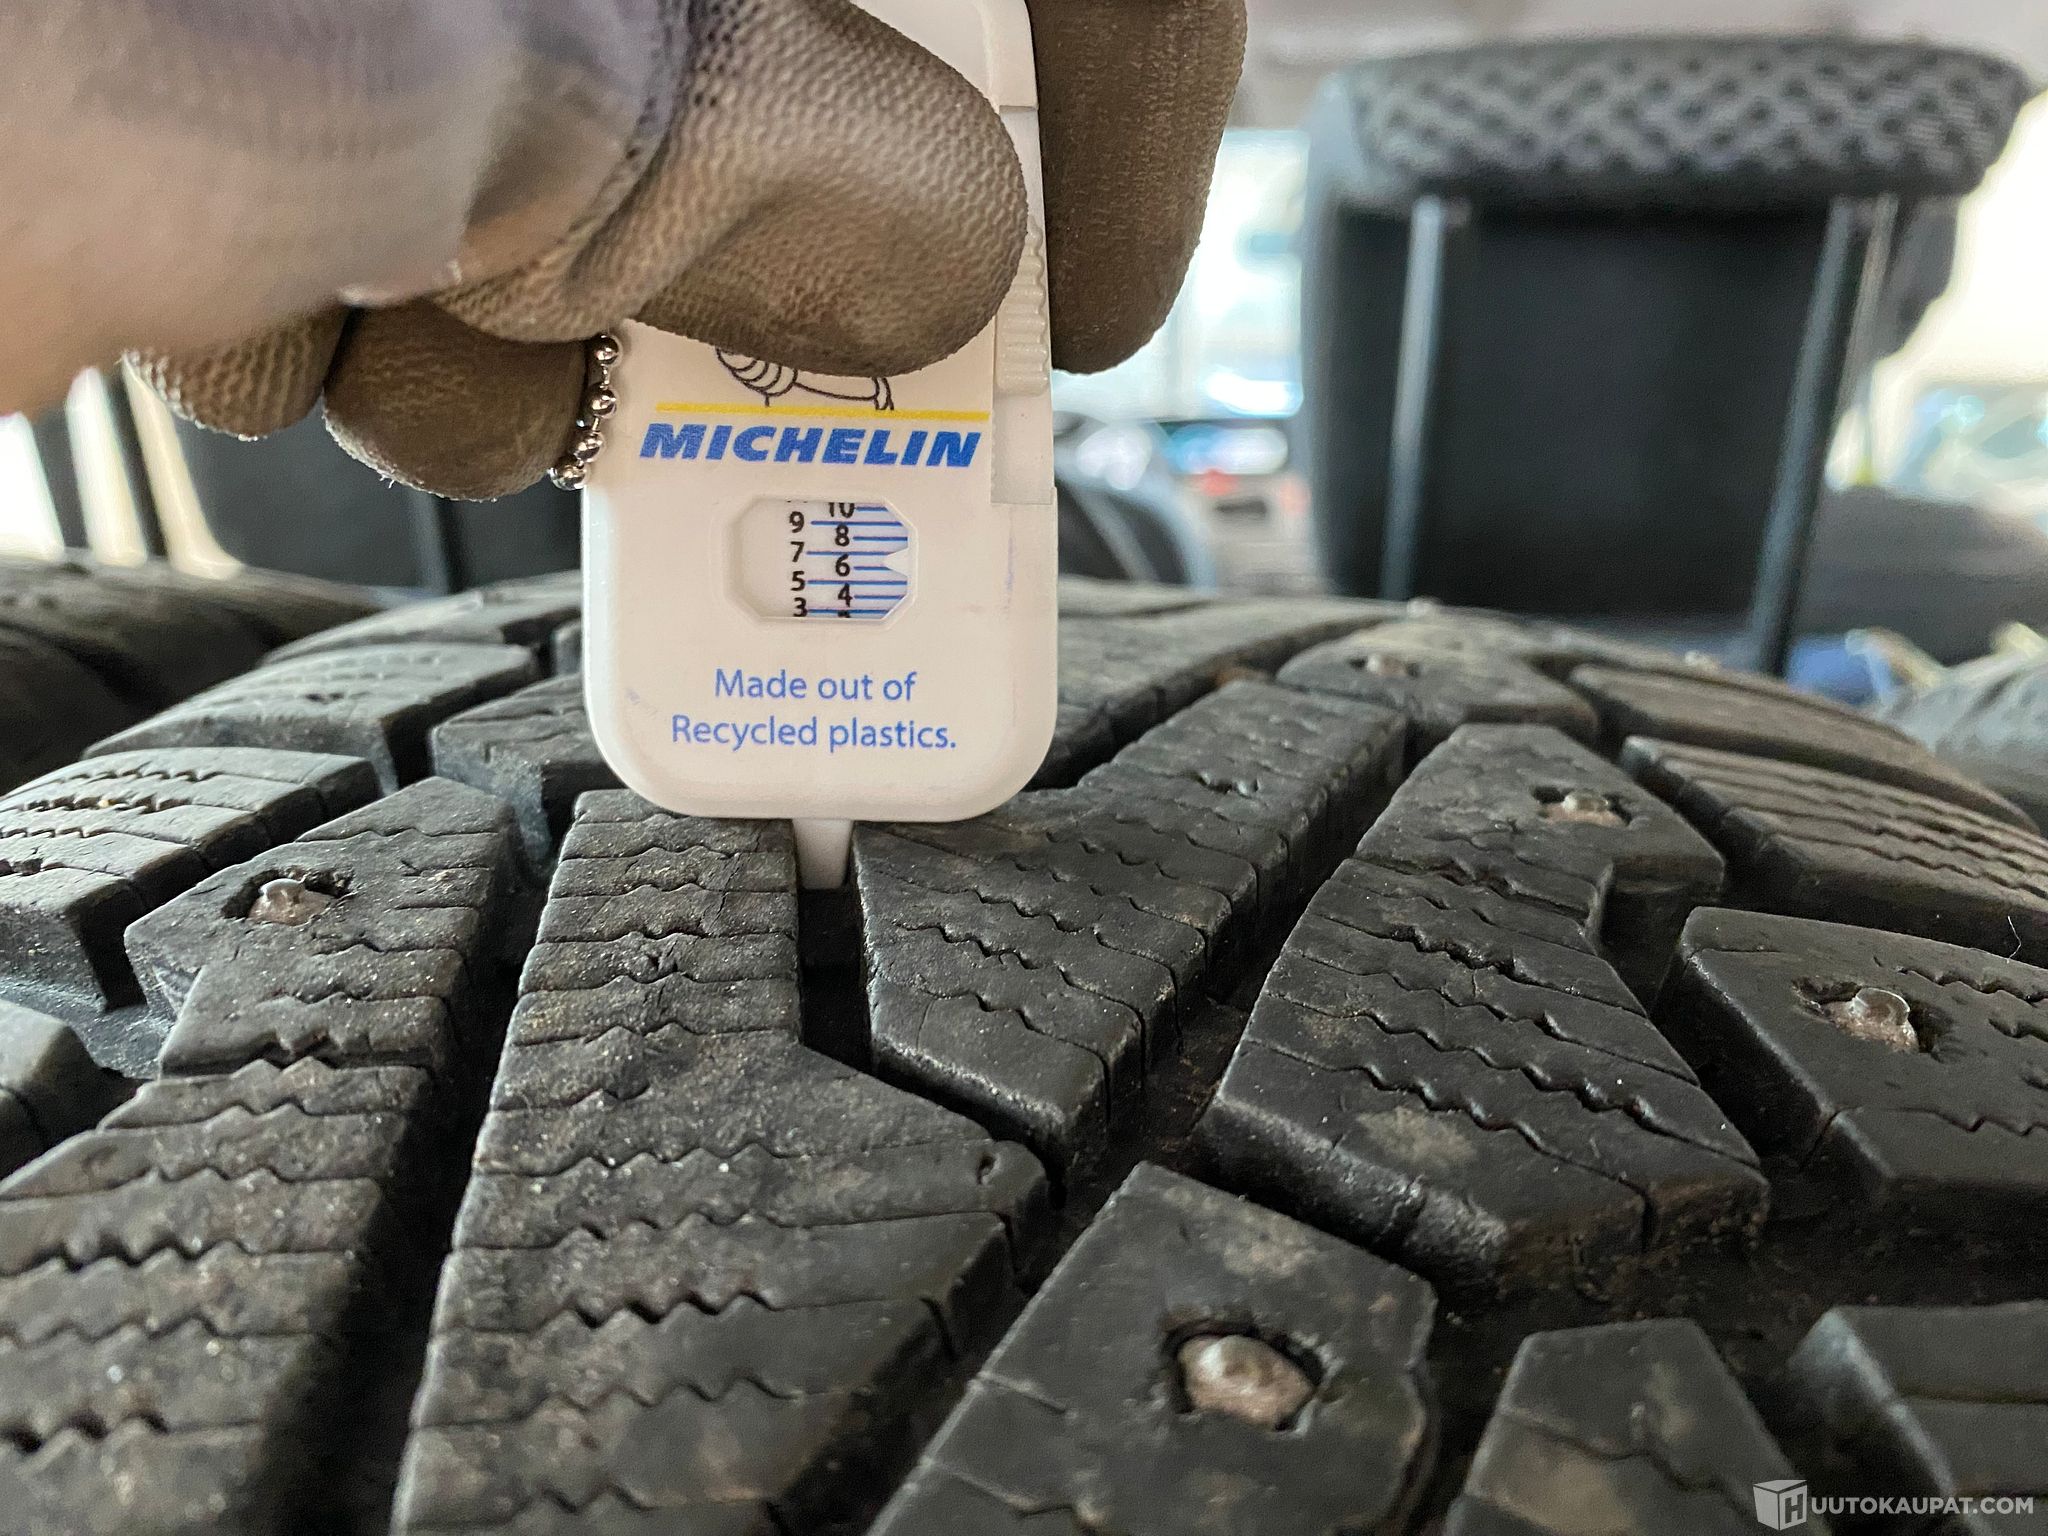 MICHELIN
10
9
8
7
6
5
4
3
Made out of
Recycled plastics.
HUUTOKAUPAT.COM